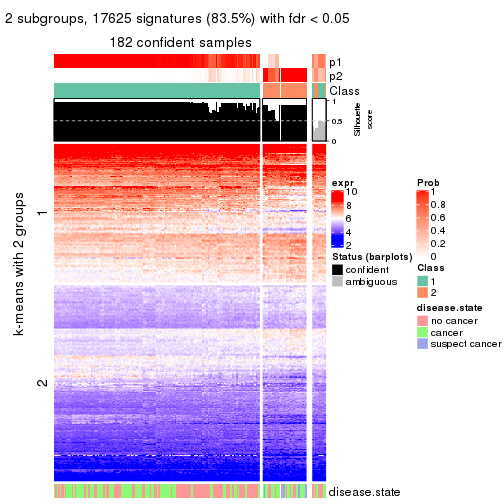 2 subgroups, 17625 signatures (83.5%) with fdr < 0.05
182 confident samples
p1
p2
Class
1
0.5
0
Silhouette
score
k-means with 2 groups
1
2
expr
10
8
6
4
2
Prob
1
0.8
0.6
0.4
0.2
0
Status (barplots)
confident
ambiguous
Class
1
2
disease.state
no cancer
cancer
suspect cancer
disease.state